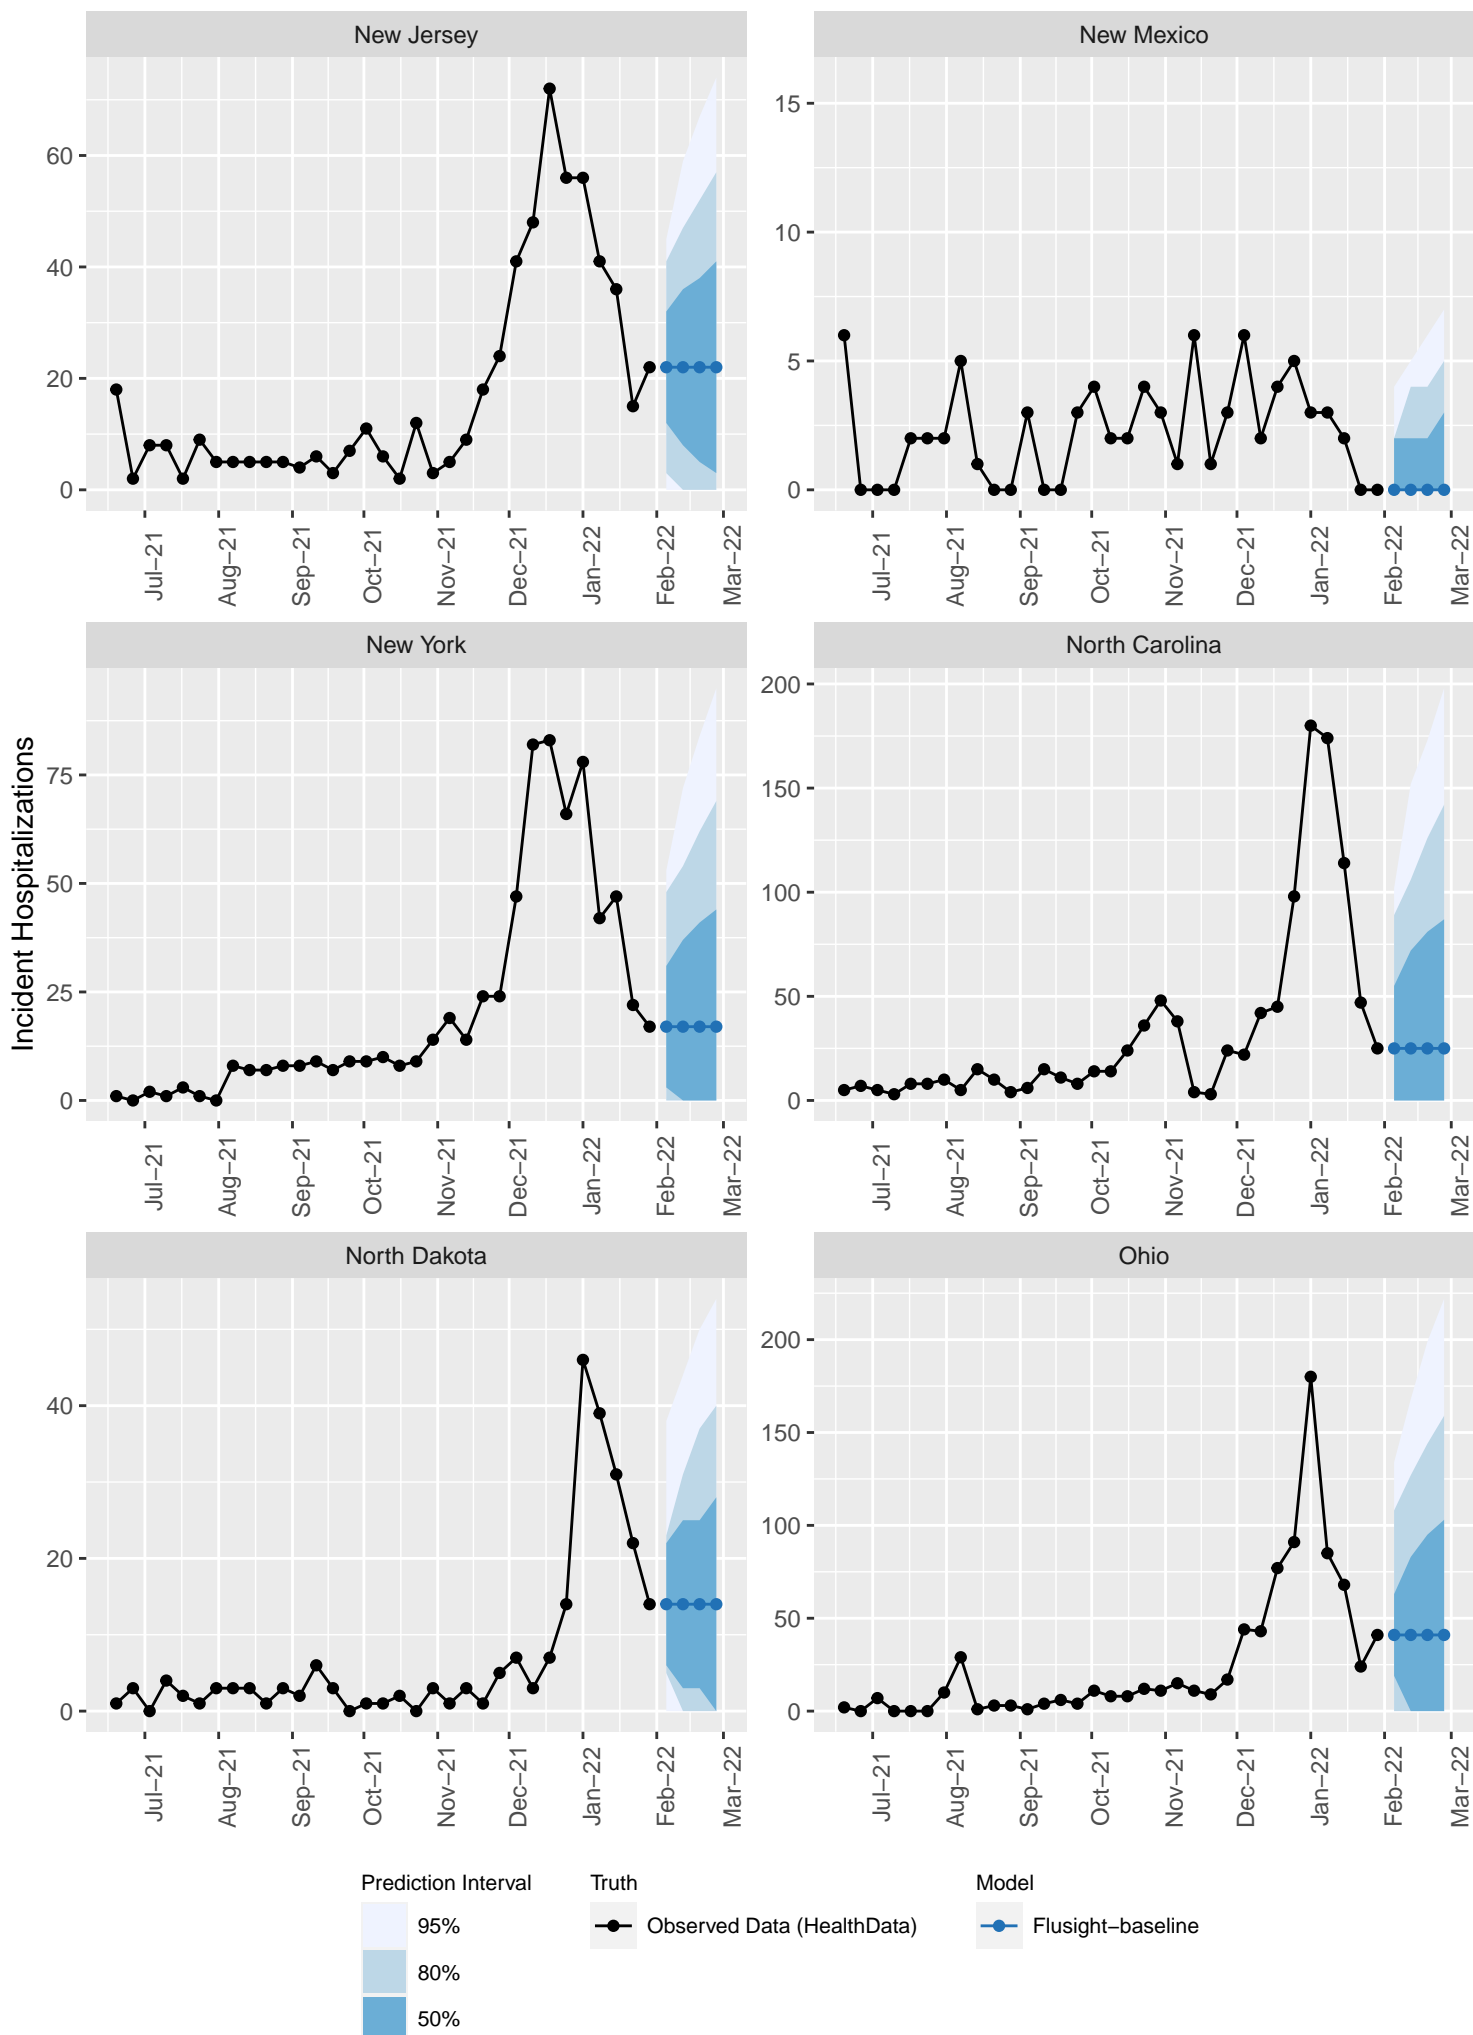 New Jersey
New Mexico
60
40
20
0
15
10
5
0
Jul−21
Aug−21
Sep−21
Oct−21
Nov−21
Dec−21
Jan−22
Feb−22
Mar−22
Jul−21
Aug−21
Sep−21
Oct−21
Nov−21
Dec−21
Jan−22
Feb−22
Mar−22
Incident Hospitalizations
New York
North Carolina
75
50
25
0
200
150
100
50
0
Jul−21
Aug−21
Sep−21
Oct−21
Nov−21
Dec−21
Jan−22
Feb−22
Mar−22
Jul−21
Aug−21
Sep−21
Oct−21
Nov−21
Dec−21
Jan−22
Feb−22
Mar−22
North Dakota
Ohio
40
20
0
200
150
100
50
0
Jul−21
Aug−21
Sep−21
Oct−21
Nov−21
Dec−21
Jan−22
Feb−22
Mar−22
Jul−21
Aug−21
Sep−21
Oct−21
Nov−21
Dec−21
Jan−22
Feb−22
Mar−22
Prediction Interval
95%
80%
50%
Truth
Observed Data (HealthData)
Model
Flusight−baseline